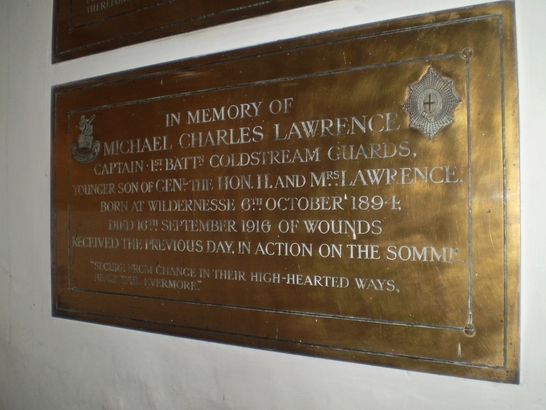 THEREFORE
IN MEMORY OF
MICHAEL CHARLES LAWRENCE
CAPTAIN · 1ST BATTN COLDSTREAM GUARDS,
YOUNGER SON OF GENL THE HON. H. AND MRS LAWRENCE.
BORN AT WILDERNESSE 6TH OCTOBER 1894,
DIED 16TH SEPTEMBER 1916 OF WOUNDS
RECEIVED THE PREVIOUS DAY, IN ACTION ON THE SOMME.
"SECURE FROM CHANGE IN THEIR HIGH-HEARTED WAYS,
EVERMORE."